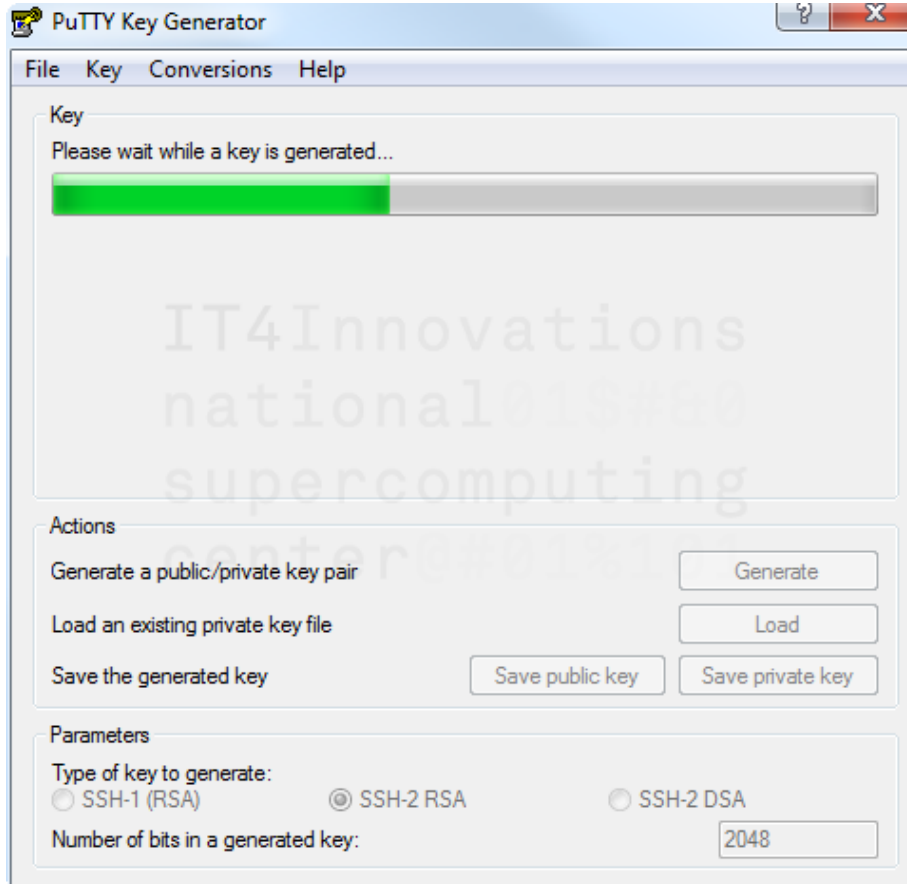 PuTTY Key Generator
File Key Conversions Help
Key
Please wait while a key is generated...
IT4Innovations
national01$#&0
supercomputing
center@#01%101
Actions
Generate a public/private key pair Generate
Load an existing private key file Load
Save the generated key Save public key Save private key
Parameters
Type of key to generate:
SSH-1 (RSA) SSH-2 RSA SSH-2 DSA
Number of bits in a generated key: 2048